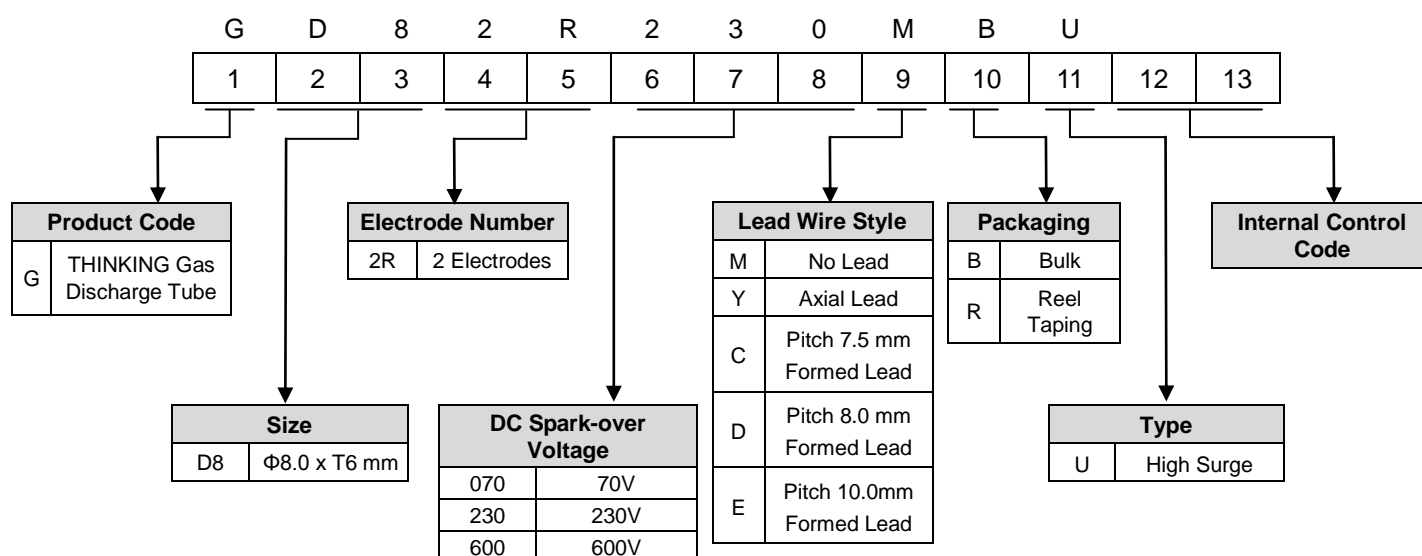 G D 8 2 R 2 3 0 M B U
1 2 3 4 5 6 7 8 9 10 11 12 13
Product Code
G THINKING Gas
Discharge Tube
Electrode Number
2R 2 Electrodes
Lead Wire Style
M No Lead
Y Axial Lead
C Pitch 7.5 mm
Formed Lead
D Pitch 8.0 mm
Formed Lead
E Pitch 10.0mm
Formed Lead
Packaging
B Bulk
R Reel
Taping
Internal Control
Code
Size
D8 Φ8.0 x T6 mm
DC Spark-over
Voltage
070 70V
230 230V
600 600V
Type
U High Surge